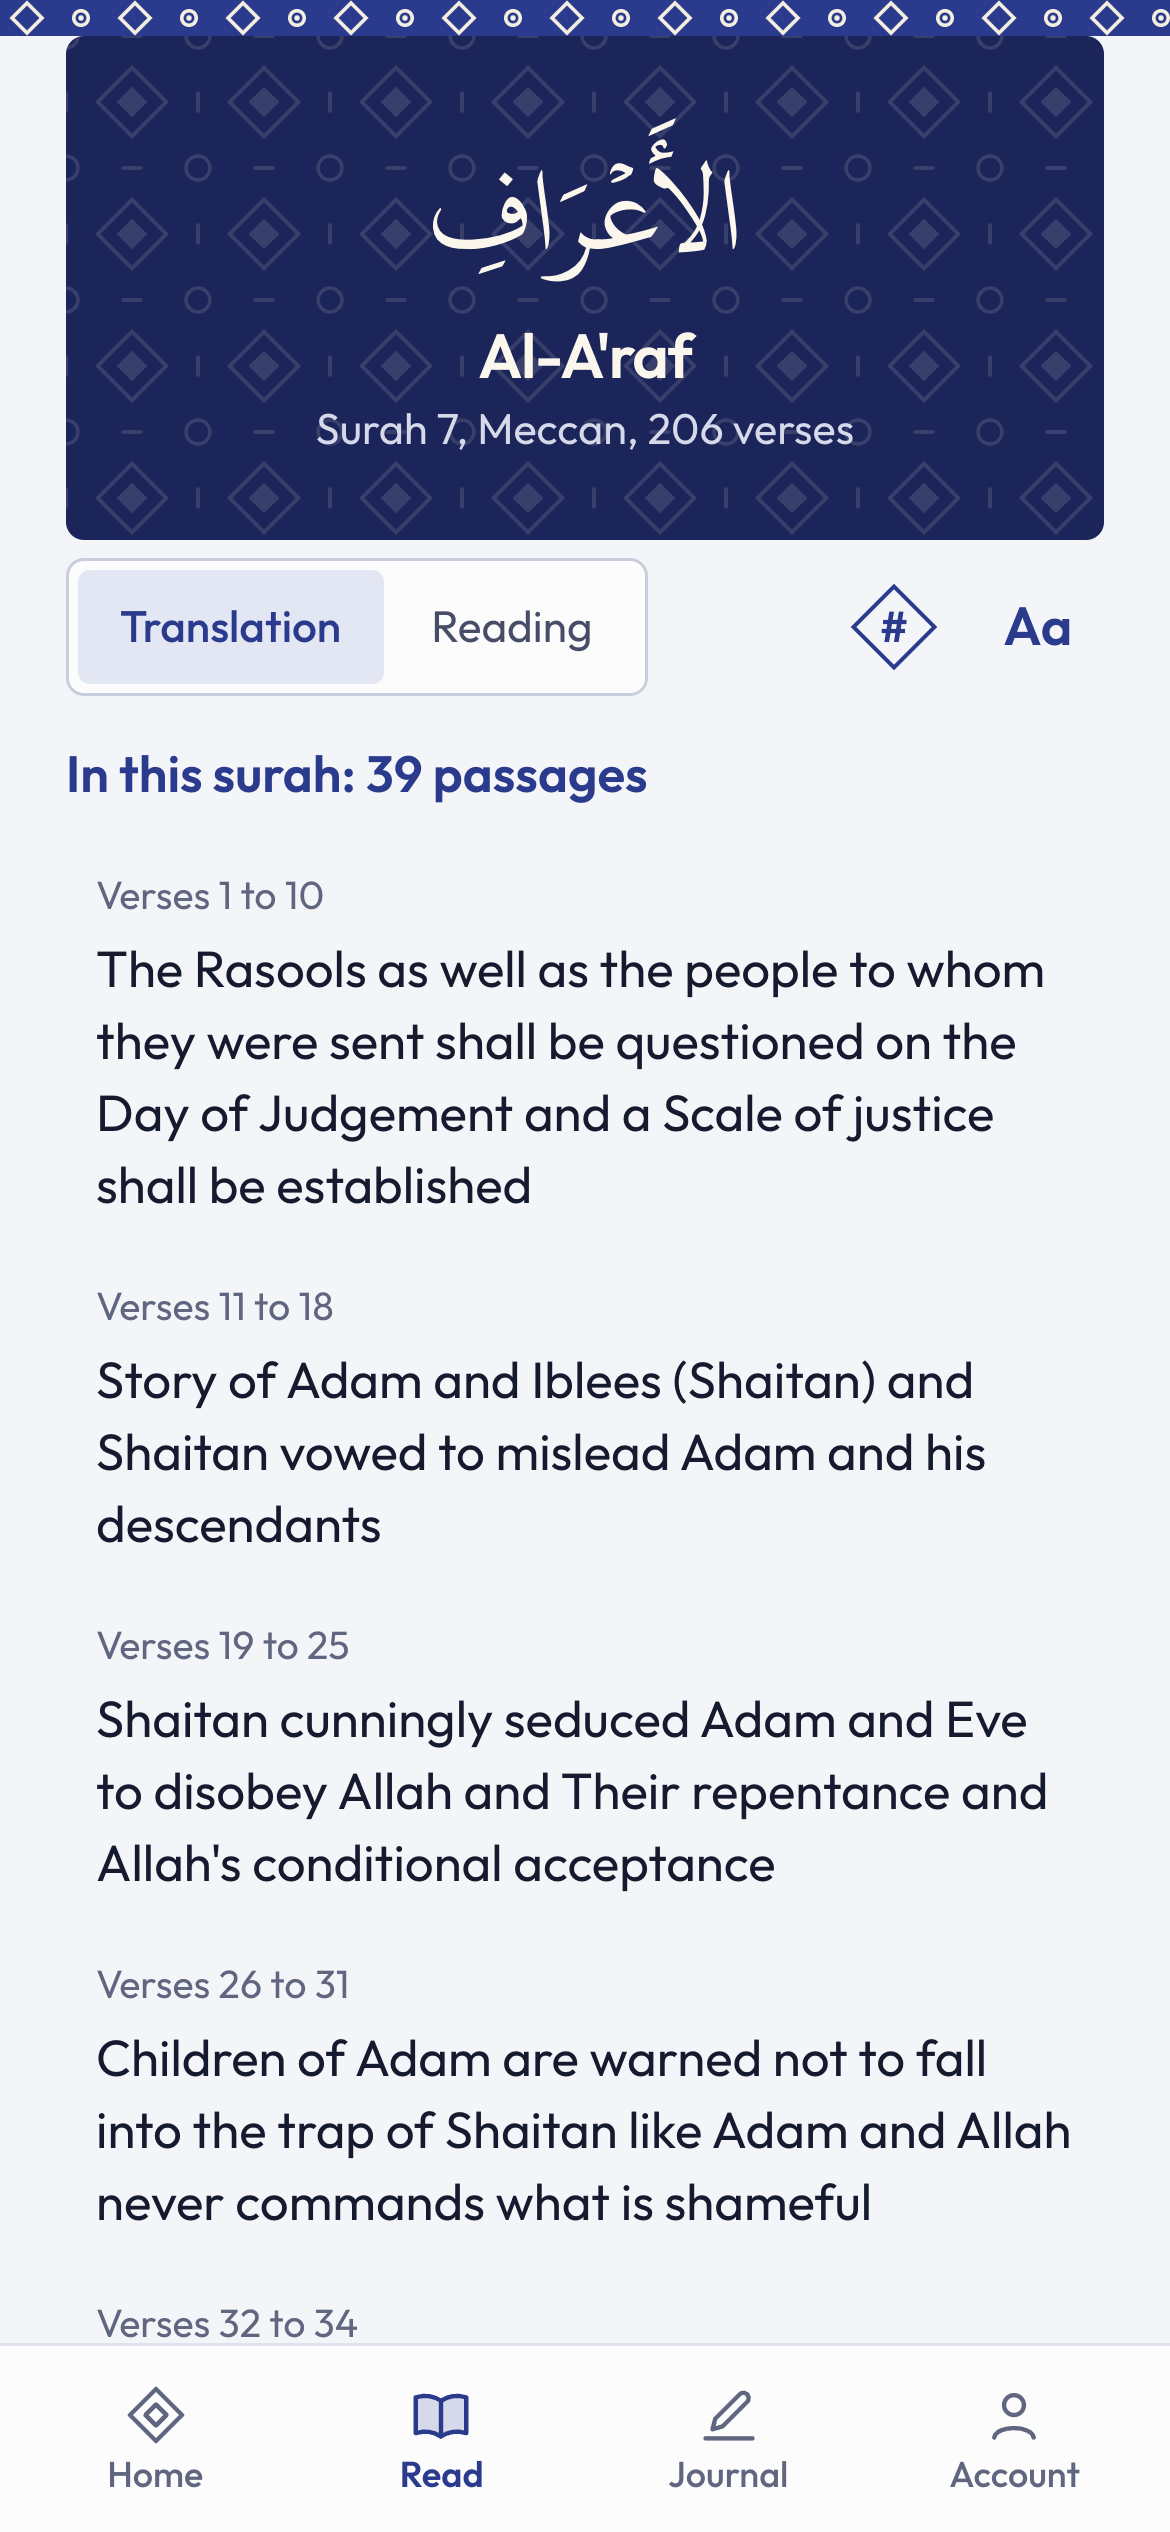 الأَعْرَافِ
Al-A'raf
Surah 7, Meccan, 206 verses
Translation
Reading
#
Aa
In this surah: 39 passages
Verses 1 to 10
The Rasools as well as the people to whom
they were sent shall be questioned on the
Day of Judgement and a Scale of justice
shall be established
Verses 11 to 18
Story of Adam and Iblees (Shaitan) and
Shaitan vowed to mislead Adam and his
descendants
Verses 19 to 25
Shaitan cunningly seduced Adam and Eve
to disobey Allah and Their repentance and
Allah's conditional acceptance
Verses 26 to 31
Children of Adam are warned not to fall
into the trap of Shaitan like Adam and Allah
never commands what is shameful
Verses 32 to 34
Home
Read
Journal
Account